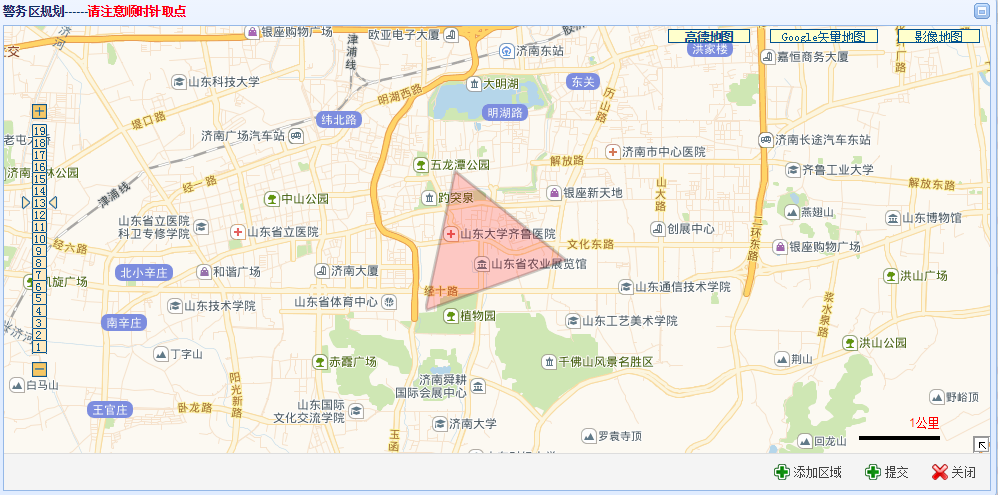 警务区规划------请注意顺时针取点
高德地图
Google矢量地图
影像地图
银座购物广场
欧亚电子大厦
津浦线
济南东站
洪家楼
嘉恒商务大厦
山东科技大学
大明湖
东关
明湖西路
明湖路
历山路
堤口路
纬北路
济南广场汽车站
济南长途汽车东站
济南市中心医院
解放路
五龙潭公园
齐鲁工业大学
解放东路
津浦线
经一路
中山公园
趵突泉
银座新天地
山大路
燕翅山
山东省博物馆
山东省立医院
科卫专修学院
山东省立医院
山东大学齐鲁医院
创展中心
文化东路
二环东路
银座购物广场
经六路
北小辛庄
和谐广场
济南大厦
山东省农业展览馆
洪山广场
凯旋广场
山东技术学院
山东省体育中心
经十路
山东通信技术学院
浆水泉路
南辛庄
植物园
山东工艺美术学院
洪山公园
丁字山
赤霞广场
千佛山风景名胜区
荆山
白马山
阳光新路
济南舜耕
国际会展中心
野峪顶
王官庄
卧龙路
山东国际
文化交流学院
济南大学
玉函
罗袁寺顶
回龙山
1公里
19
18
17
16
15
14
13
12
11
10
9
8
7
6
5
4
3
2
1
添加区域
提交
关闭